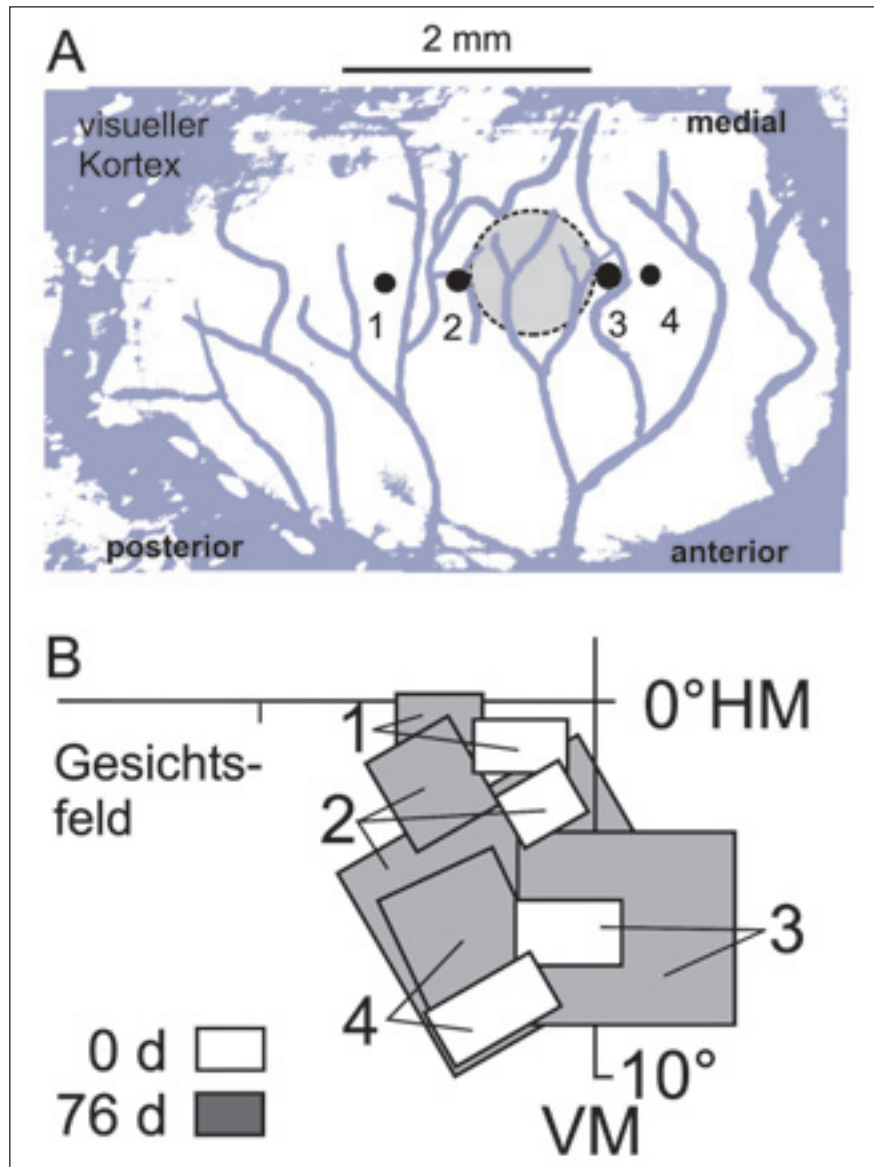 A
2 mm
visueller
Kortex
medial
1
2
3
4
posterior
anterior
B
0°HM
Gesichts-
feld
1
2
3
4
0 d
76 d
10°
VM